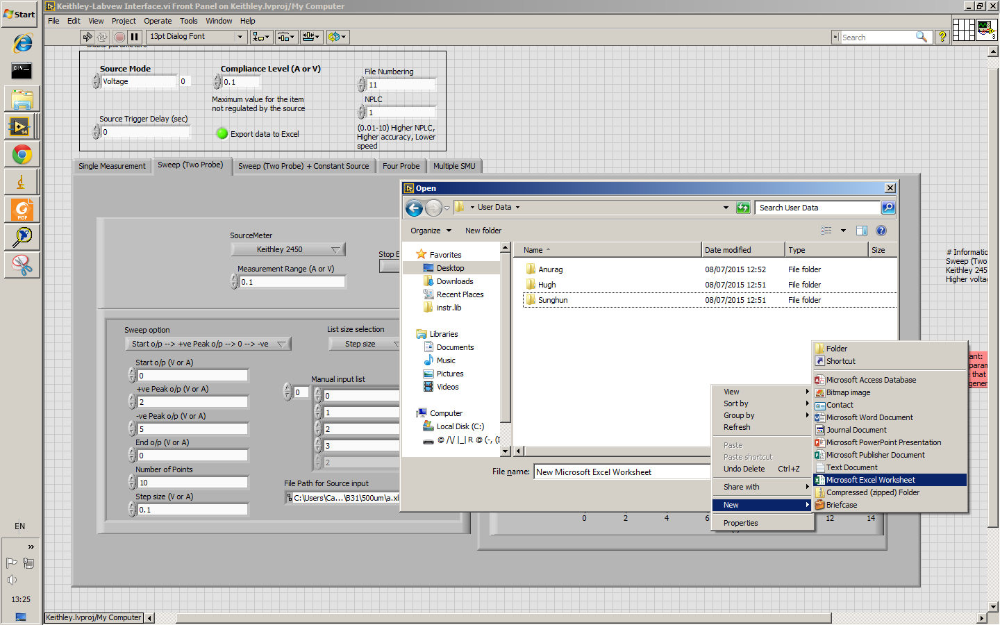 Start
Keithley-Labvew Interface.vi Front Panel on Keithley.lvproj/My Computer
File Edit View Project Operate Tools Window Help
13pt Dialog Font
Search
3
Global parameters
Source Mode
Voltage 0
Compliance Level (A or V)
0.1
Maximum value for the item
not regulated by the source
File Numbering
11
NPLC
1
(0.01-10) Higher NPLC,
Higher accuracy, Lower
speed
Source Trigger Delay (sec)
0
Export data to Excel
Single Measurement
Sweep (Two Probe)
Sweep (Two Probe) + Constant Source
Four Probe
Multiple SMU
SourceMeter
Keithley 2450
Measurement Range (A or V)
0.1
Stop E
Sweep option
Start o/p --> +ve Peak o/p --> 0 --> -ve
List size selection
Step size
Start o/p (V or A)
0
+ve Peak o/p (V or A)
2
-ve Peak o/p (V or A)
5
End o/p (V or A)
0
Number of Points
10
Step size (V or A)
0.1
Manual input list
0
0
1
2
3
2
File Path for Source input
C:\Users\Ca...\B31\500um\a.xl
Open
User Data
Search User Data
Organize
New folder
Favorites
Desktop
Downloads
Recent Places
instr.lib
Libraries
Documents
Music
Pictures
Videos
Computer
Local Disk (C:)
@ /\/ |_| R @ (-, (I
Name Date modified Type Size
Anurag 08/07/2015 12:52 File folder
Hugh 08/07/2015 12:51 File folder
Sunghun 08/07/2015 12:51 File folder
File name: New Microsoft Excel Worksheet
View
Sort by
Group by
Refresh
Paste
Paste shortcut
Undo Delete Ctrl+Z
Share with
New
Properties
Folder
Shortcut
Microsoft Access Database
Bitmap image
Contact
Microsoft Word Document
Journal Document
Microsoft PowerPoint Presentation
Microsoft Publisher Document
Text Document
Microsoft Excel Worksheet
Compressed (zipped) Folder
Briefcase
0 2 4 6 12 14
# Informatio
Sweep (Two
Keithley 245
Higher voltag
ant:
param
e that
gener
PDF
14
C:\_
EN
13:25
Keithley.lvproj/My Computer